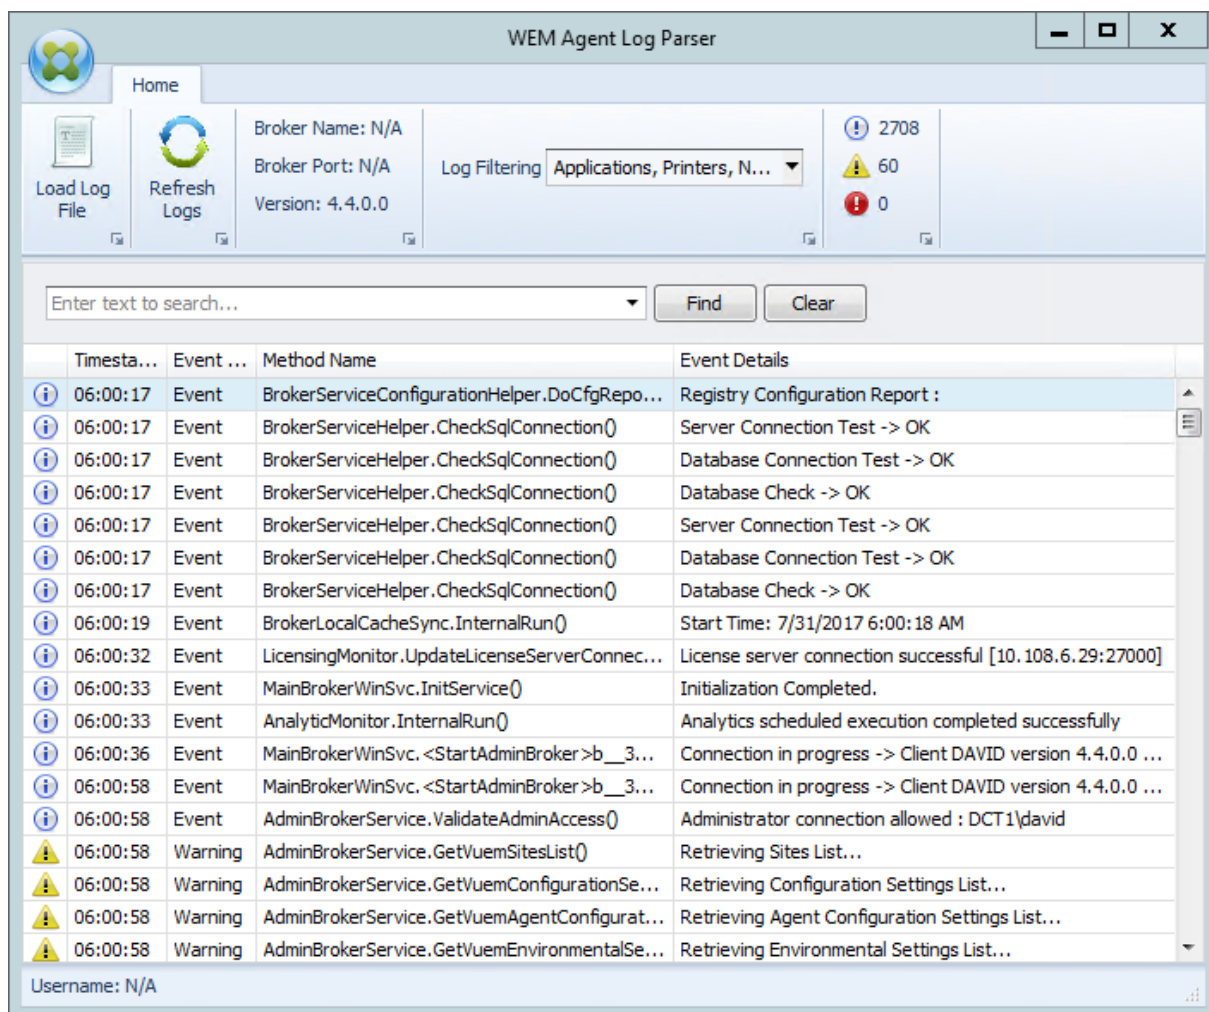 WEM Agent Log Parser
Home
Load Log File
Refresh Logs
Broker Name: N/A
Broker Port: N/A
Version: 4.4.0.0
Log Filtering Applications, Printers, N...
2708
60
0
Enter text to search...
Find
Clear
Timesta... Event ... Method Name Event Details
06:00:17 Event BrokerServiceConfigurationHelper.DoCfgRepo... Registry Configuration Report :
06:00:17 Event BrokerServiceHelper.CheckSqlConnection() Server Connection Test -> OK
06:00:17 Event BrokerServiceHelper.CheckSqlConnection() Database Connection Test -> OK
06:00:17 Event BrokerServiceHelper.CheckSqlConnection() Database Check -> OK
06:00:17 Event BrokerServiceHelper.CheckSqlConnection() Server Connection Test -> OK
06:00:17 Event BrokerServiceHelper.CheckSqlConnection() Database Connection Test -> OK
06:00:17 Event BrokerServiceHelper.CheckSqlConnection() Database Check -> OK
06:00:19 Event BrokerLocalCacheSync.InternalRun() Start Time: 7/31/2017 6:00:18 AM
06:00:32 Event LicensingMonitor.UpdateLicenseServerConnec... License server connection successful [10.108.6.29:27000]
06:00:33 Event MainBrokerWinSvc.InitService() Initialization Completed.
06:00:33 Event AnalyticMonitor.InternalRun() Analytics scheduled execution completed successfully
06:00:36 Event MainBrokerWinSvc.<StartAdminBroker>b__3... Connection in progress -> Client DAVID version 4.4.0.0 ...
06:00:58 Event MainBrokerWinSvc.<StartAdminBroker>b__3... Connection in progress -> Client DAVID version 4.4.0.0 ...
06:00:58 Event AdminBrokerService.ValidateAdminAccess() Administrator connection allowed : DCT1\david
06:00:58 Warning AdminBrokerService.GetVuemSitesList() Retrieving Sites List...
06:00:58 Warning AdminBrokerService.GetVuemConfigurationSe... Retrieving Configuration Settings List...
06:00:58 Warning AdminBrokerService.GetVuemAgentConfigurat... Retrieving Agent Configuration Settings List...
06:00:58 Warning AdminBrokerService.GetVuemEnvironmentalSe... Retrieving Environmental Settings List...
Username: N/A